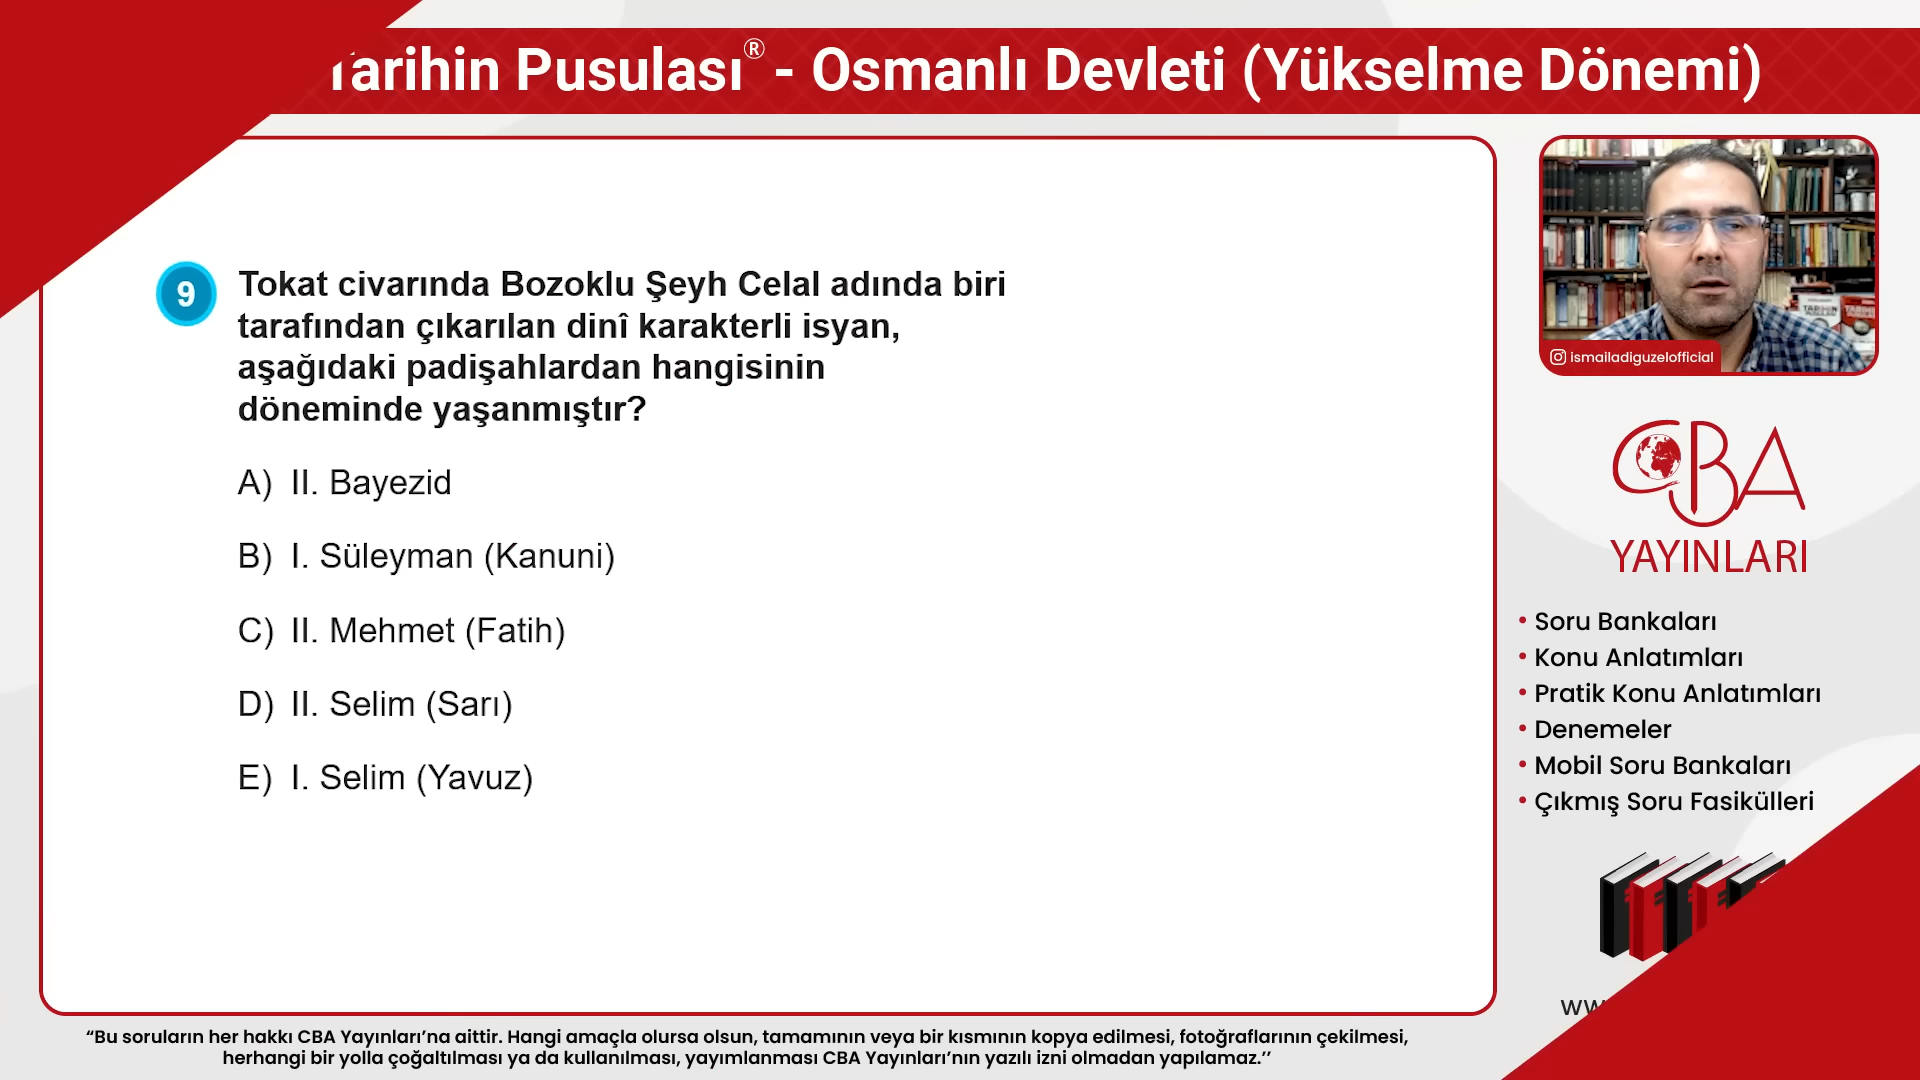 Tarihin Pusulası® - Osmanlı Devleti (Yükselme Dönemi)
9
Tokat civarında Bozoklu Şeyh Celal adında biri
tarafından çıkarılan dinî karakterli isyan,
aşağıdaki padişahlardan hangisinin
döneminde yaşanmıştır?
A) II. Bayezid
B) I. Süleyman (Kanuni)
C) II. Mehmet (Fatih)
D) II. Selim (Sarı)
E) I. Selim (Yavuz)
ismailadiguzelofficial
CBA
YAYINLARI
• Soru Bankaları
• Konu Anlatımları
• Pratik Konu Anlatımları
• Denemeler
• Mobil Soru Bankaları
• Çıkmış Soru Fasikülleri
“Bu soruların her hakkı CBA Yayınları’na aittir. Hangi amaçla olursa olsun, tamamının veya bir kısmının kopya edilmesi, fotoğraflarının çekilmesi,
herhangi bir yolla çoğaltılması ya da kullanılması, yayımlanması CBA Yayınları’nın yazılı izni olmadan yapılamaz.’’